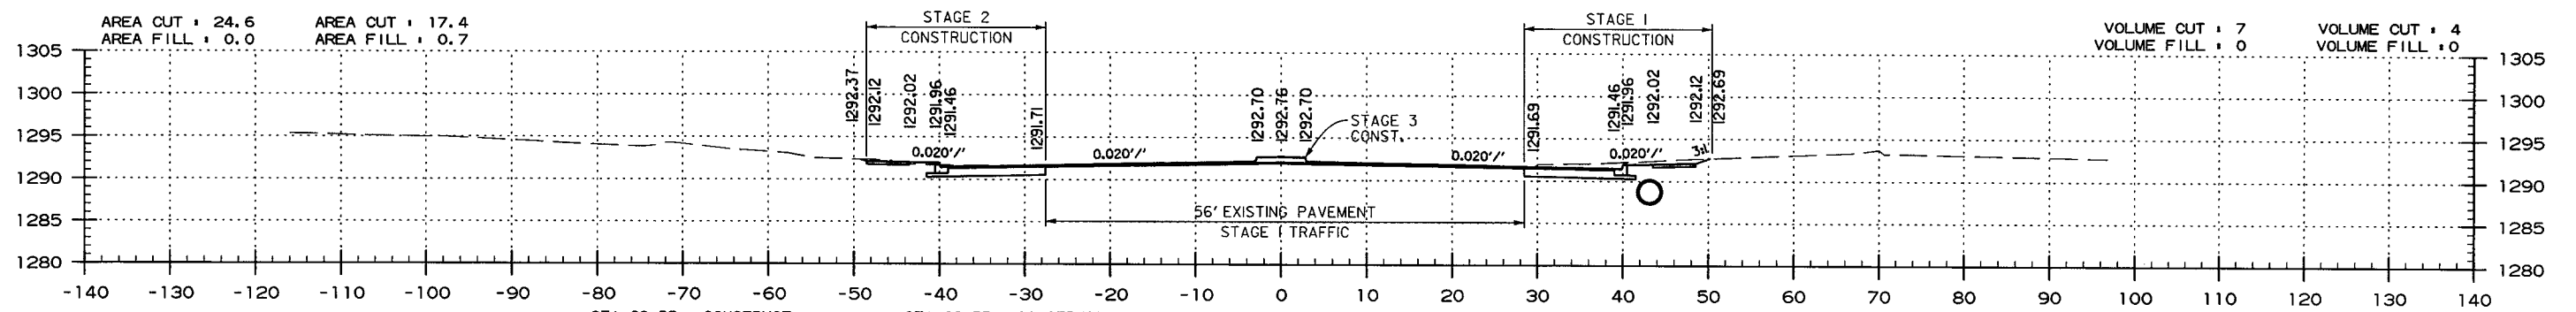 AREA CUT : 24.6 AREA CUT : 17.4
AREA FILL : 0.0 AREA FILL : 0.7
STAGE 2
CONSTRUCTION
STAGE 1
CONSTRUCTION
VOLUME CUT : 7 VOLUME CUT : 4
VOLUME FILL : 0 VOLUME FILL : 0
1305 1305
1300 1300
1295 1295
1290 1290
1285 1285
1280 1280
1292.37
1292.12
1292.02
1291.96
1291.46
1291.71
1292.70
1292.76
1292.70
1291.69
1291.46
1291.96
1292.02
1292.12
1292.69
STAGE 3
CONST.
0.020'/' 0.020'/' 0.020'/' 0.020'/' 3:1
56' EXISTING PAVEMENT
STAGE 1 TRAFFIC
-140 -130 -120 -110 -100 -90 -80 -70 -60 -50 -40 -30 -20 -10 0 10 20 30 40 50 60 70 80 90 100 110 120 130 140